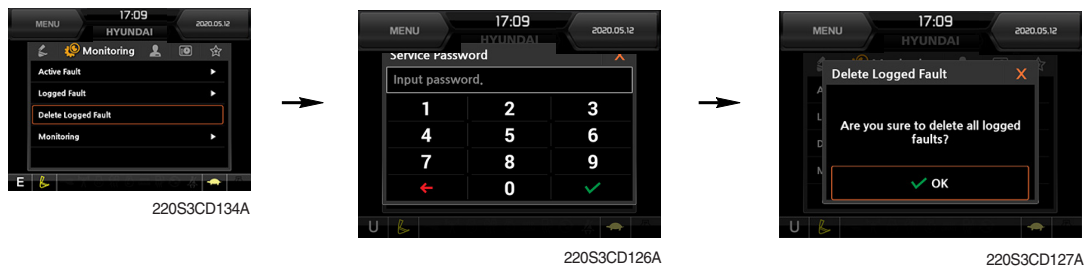 MENU
17:09
HYUNDAI
2020.05.12
Monitoring
Active Fault
Logged Fault
Delete Logged Fault
Monitoring
E
220S3CD134A
MENU
17:09
HYUNDAI
2020.05.12
Service Password X
Input password.
1 2 3
4 5 6
7 8 9
0
U
220S3CD126A
MENU
17:09
HYUNDAI
2020.05.12
Delete Logged Fault X
A
L
D
M
Are you sure to delete all logged
faults?
OK
U
220S3CD127A